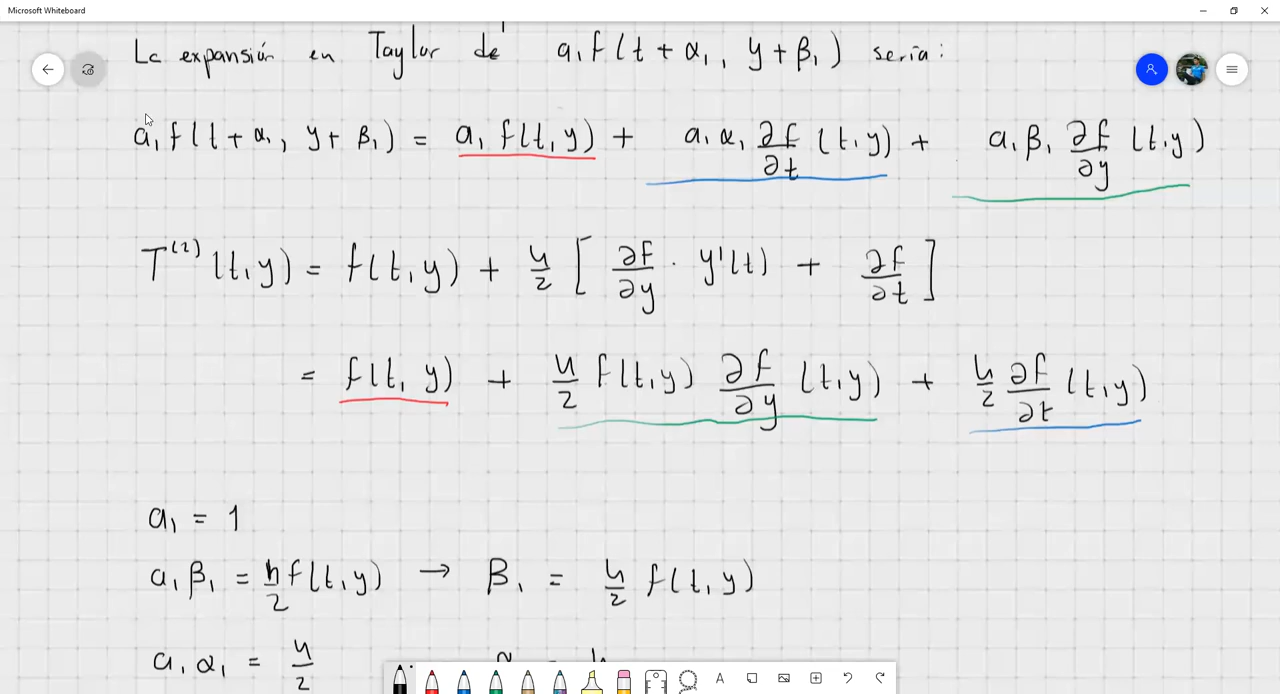 Microsoft Whiteboard
La expansión en Taylor de a₁f(t + α₁, y + β₁) sería:
a₁f(t + α₁, y + β₁) = a₁f(t, y) + a₁α₁ ∂f/∂t (t, y) + a₁β₁ ∂f/∂y (t, y)
T⁽²⁾(t, y) = f(t, y) + h/2 [ ∂f/∂y · y'(t) + ∂f/∂t ]
= f(t, y) + h/2 f(t, y) ∂f/∂y (t, y) + h/2 ∂f/∂t (t, y)
a₁ = 1
a₁β₁ = h/2 f(t, y) → β₁ = h/2 f(t, y)
a₁α₁ = h/2
A